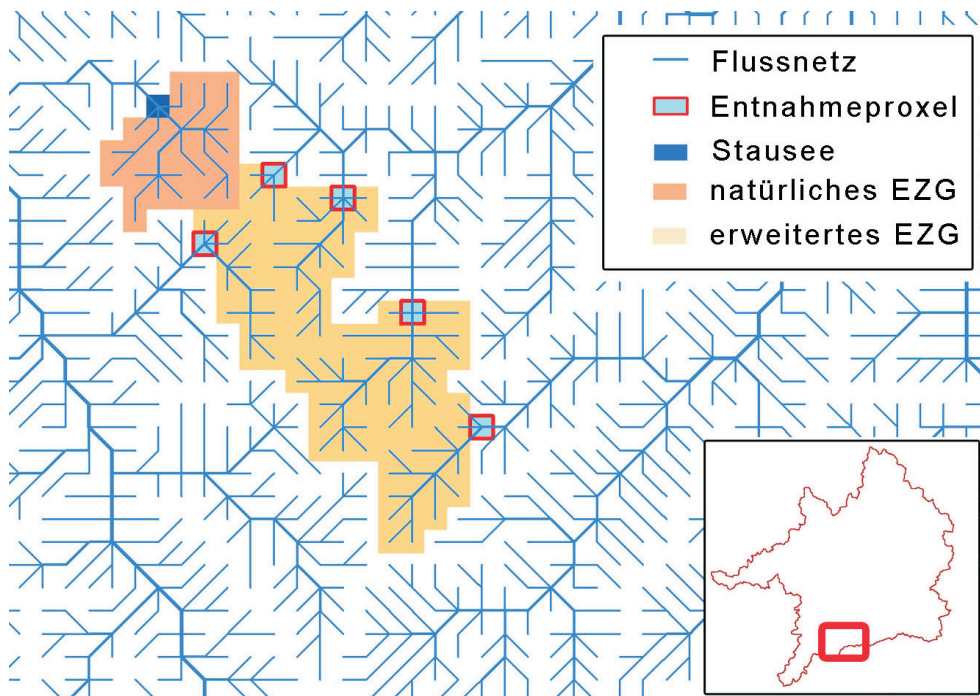 Flussnetz
Entnahmeproxel
Stausee
natürliches EZG
erweitertes EZG